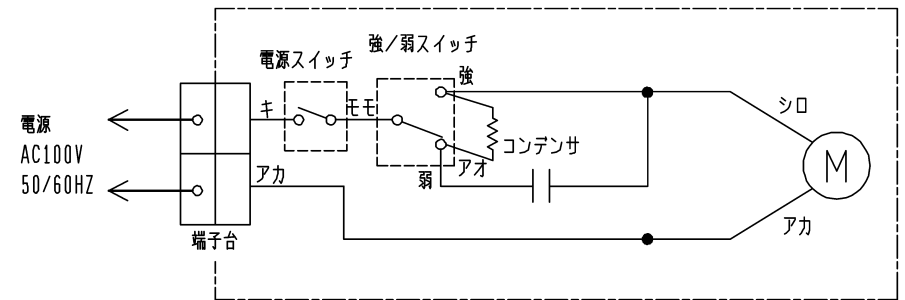 電源スイッチ
強/弱スイッチ
強
キ
モモ
シロ
電源
AC100V
50/60HZ
コンデンサ
M
アカ
アオ
弱
アカ
端子台